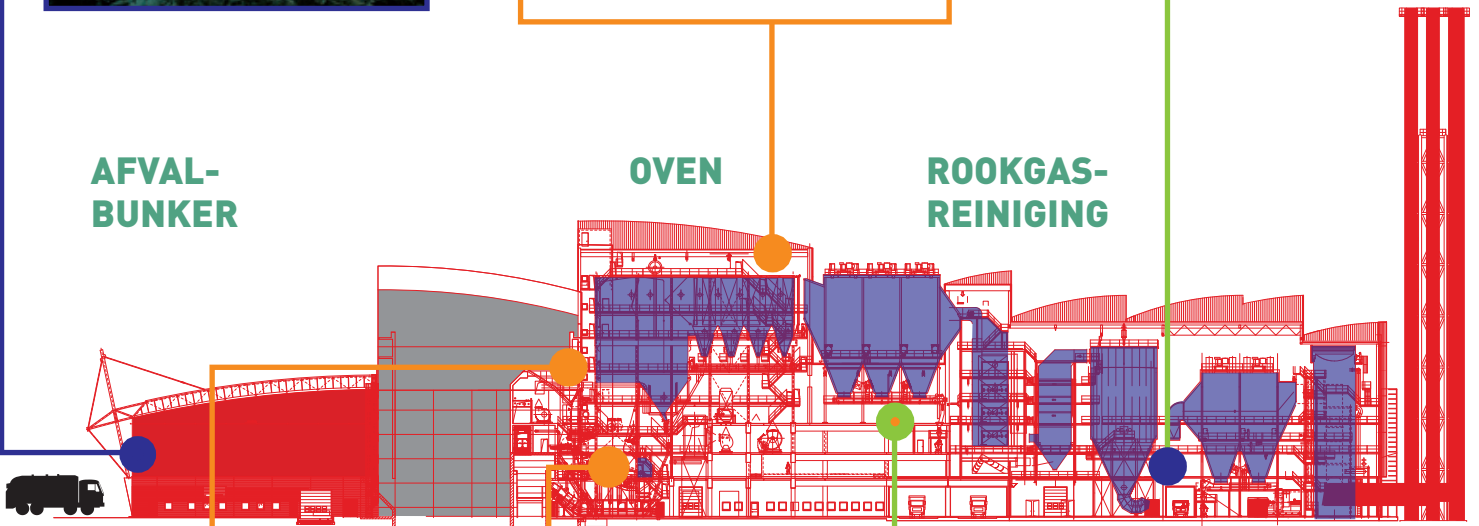 AFVAL-
BUNKER
OVEN
ROOKGAS-
REINIGING